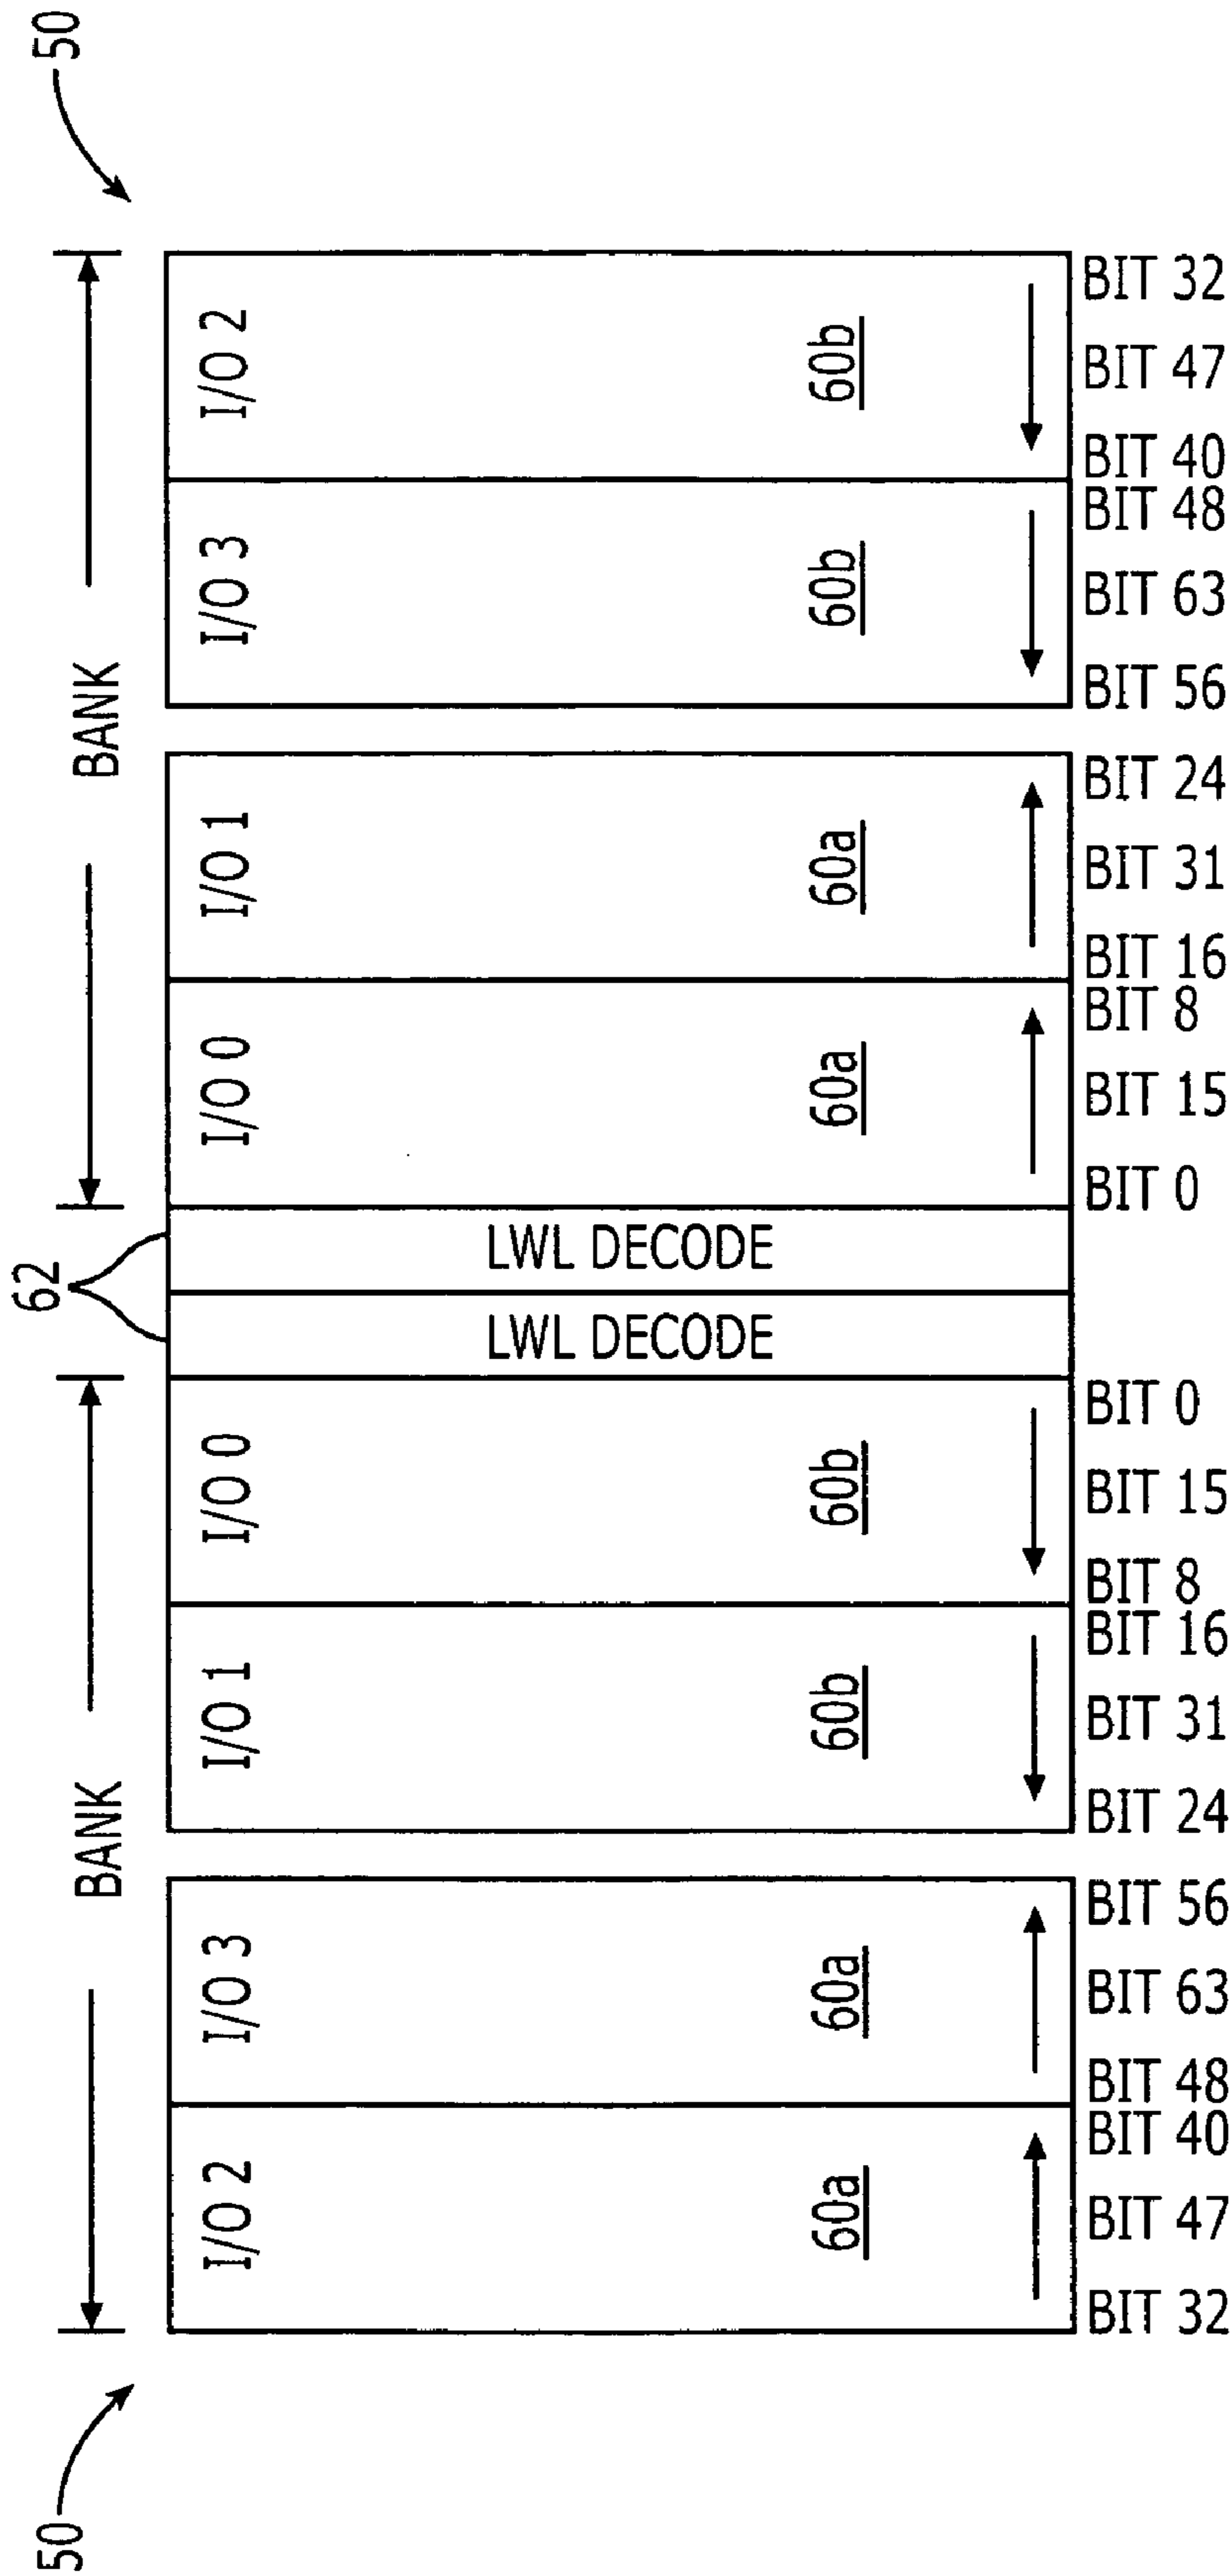 50
62
50
BANK
BANK
I/O 2
I/O 3
I/O 1
I/O 0
I/O 0
I/O 1
I/O 3
I/O 2
LWL DECODE
LWL DECODE
60a
60a
60b
60b
60a
60a
60b
60b
BIT 32
BIT 47
BIT 40
BIT 48
BIT 63
BIT 56
BIT 24
BIT 31
BIT 16
BIT 8
BIT 15
BIT 0
BIT 0
BIT 15
BIT 8
BIT 16
BIT 31
BIT 24
BIT 56
BIT 63
BIT 48
BIT 40
BIT 47
BIT 32